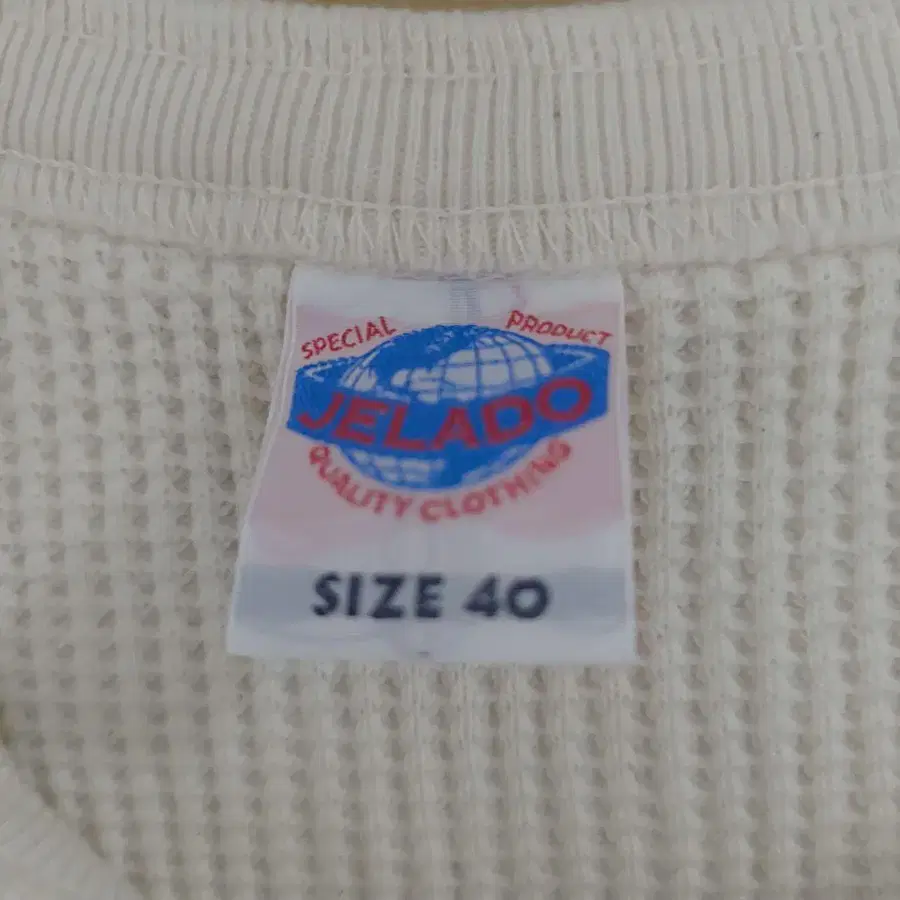 SPECIAL PRODUCT
JELADO
QUALITY CLOTHING
SIZE 40